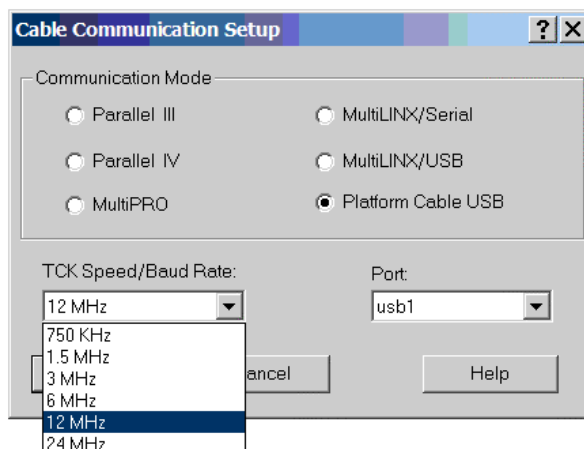 Cable Communication Setup
Communication Mode
Parallel III
MultiLINX/Serial
Parallel IV
MultiLINX/USB
MultiPRO
Platform Cable USB
TCK Speed/Baud Rate:
Port:
12 MHz
usb1
750 KHz
1.5 MHz
3 MHz
6 MHz
12 MHz
24 MHz
ancel
Help